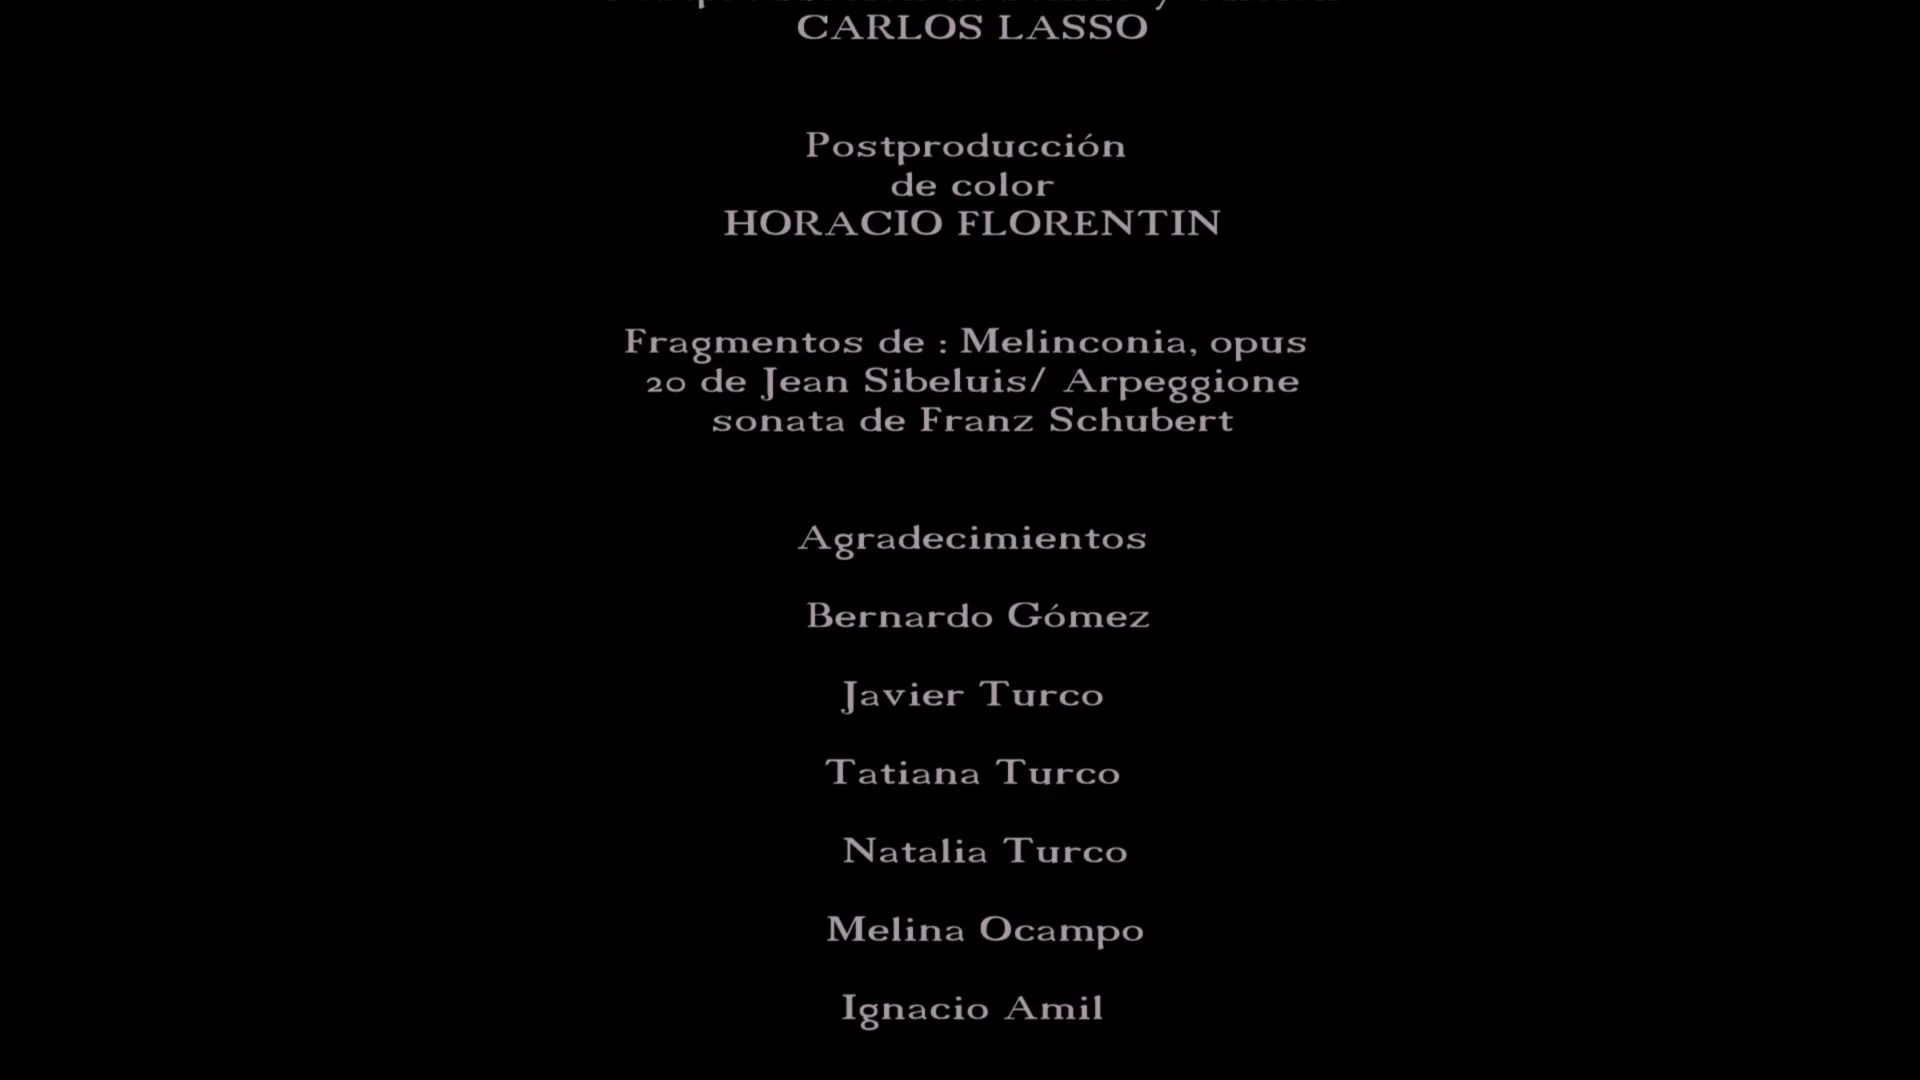 CARLOS LASSO
Postproducción
de color
HORACIO FLORENTIN
Fragmentos de : Melinconia, opus
20 de Jean Sibeluis/ Arpeggione
sonata de Franz Schubert
Agradecimientos
Bernardo Gómez
Javier Turco
Tatiana Turco
Natalia Turco
Melina Ocampo
Ignacio Amil